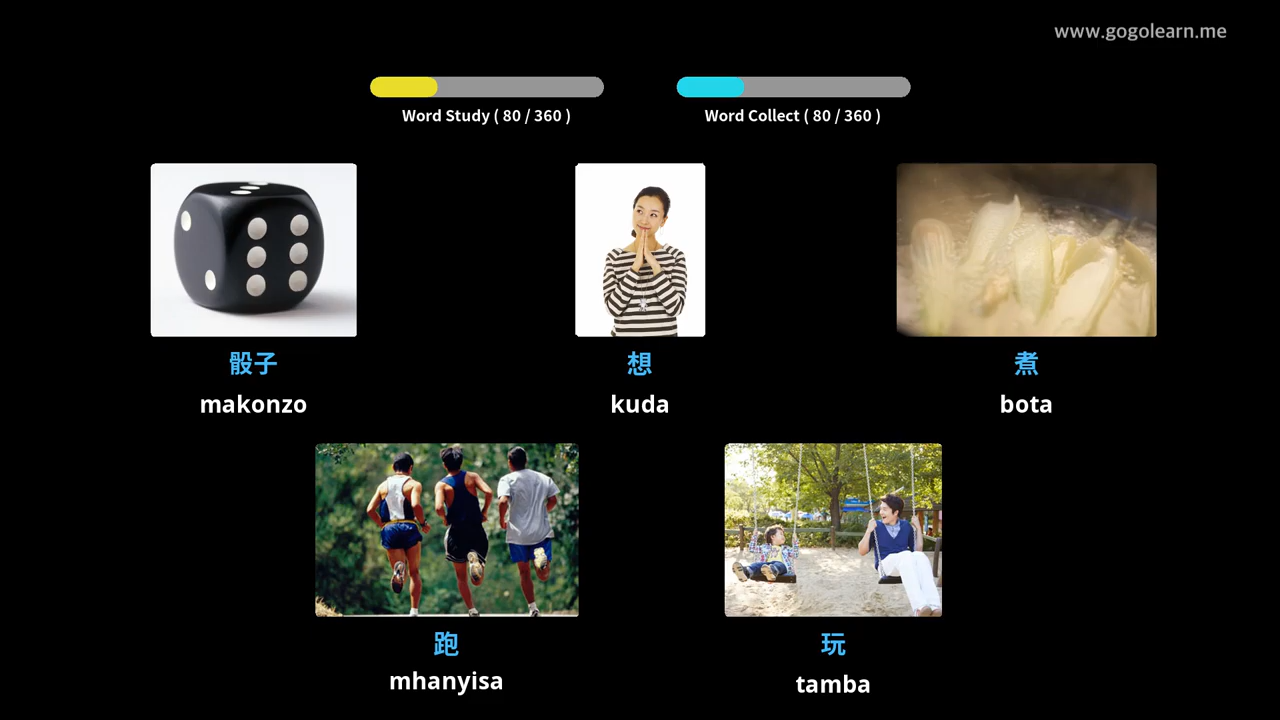 www.gogolearn.me
Word Study ( 80 / 360 )
Word Collect ( 80 / 360 )
骰子
makonzo
想
kuda
煮
bota
跑
mhanyisa
玩
tamba